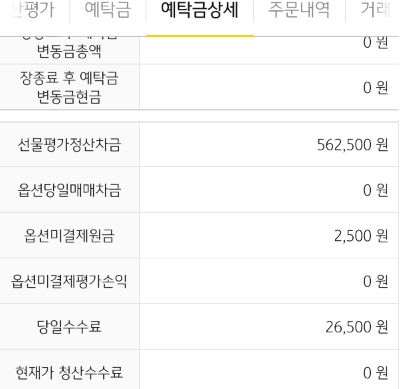 산평가 예탁금 예탁금상세 주문내역 거래
변동금총액 0 원
장종료 후 예탁금
변동금현금 0 원
선물평가정산차금 562,500 원
옵션당일매매차금 0 원
옵션미결제원금 2,500 원
옵션미결제평가손익 0 원
당일수수료 26,500 원
현재가 청산수수료 0 원